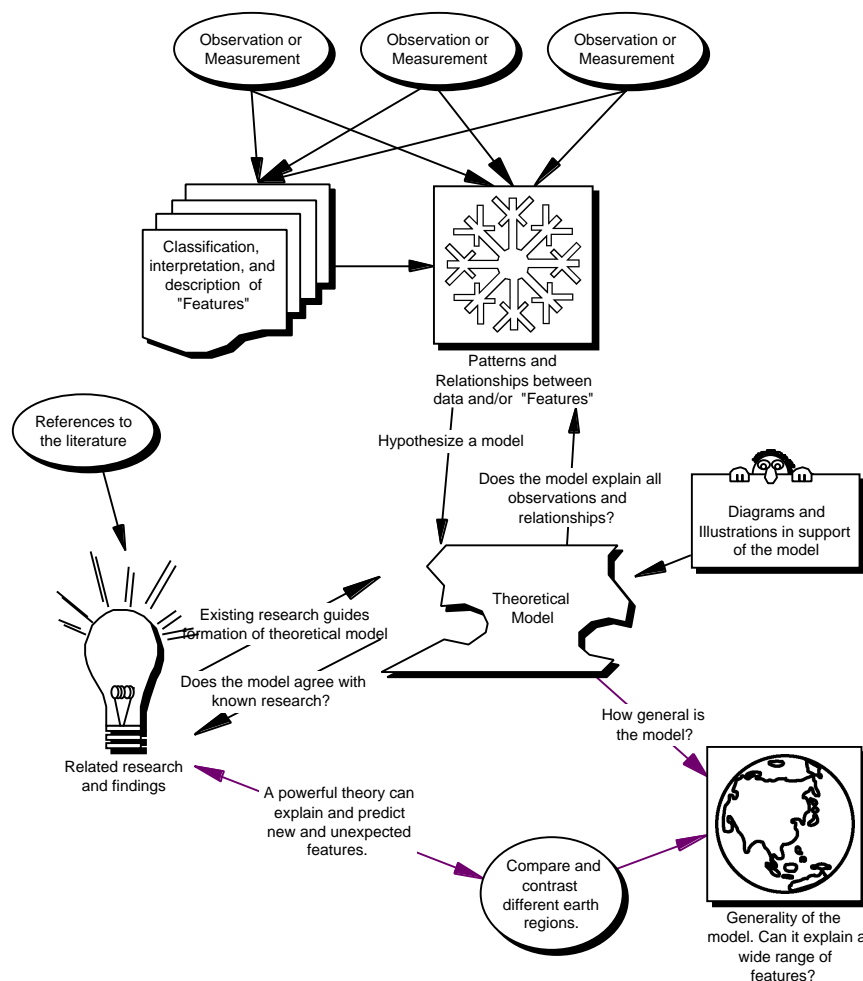 Observation or
Measurement
Observation or
Measurement
Observation or
Measurement
Classification,
interpretation, and
description of
"Features"
Patterns and
Relationships between
data and/or "Features"
References to
the literature
Hypothesize a model
Does the model explain all
observations and
relationships?
Diagrams and
Illustrations in support
of the model
Theoretical
Model
Existing research guides
formation of theoretical model
Does the model agree with
known research?
How general is
the model?
Related research
and findings
A powerful theory can
explain and predict
new and unexpected
features.
Compare and
contrast
different earth
regions.
Generality of the
model. Can it explain a
wide range of
features?